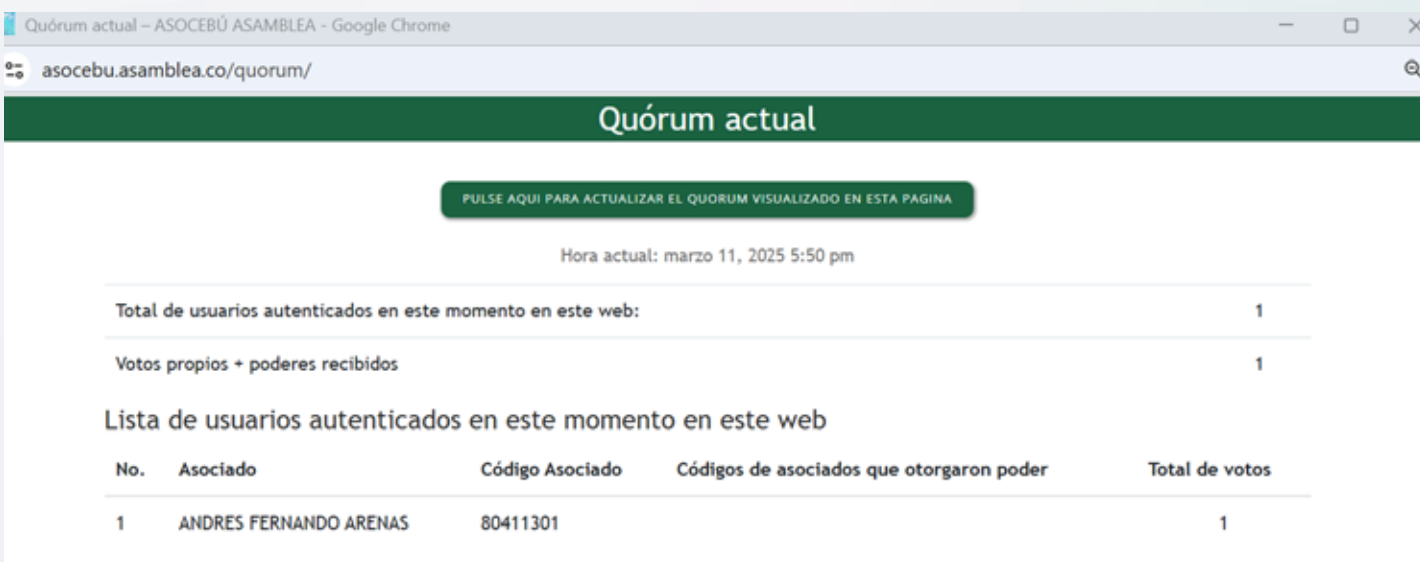 Quórum actual – ASOCEBÚ ASAMBLEA - Google Chrome
asocebu.asamblea.co/quorum/
Quórum actual
PULSE AQUI PARA ACTUALIZAR EL QUORUM VISUALIZADO EN ESTA PAGINA
Hora actual: marzo 11, 2025 5:50 pm
Total de usuarios autenticados en este momento en este web: 1
Votos propios + poderes recibidos 1
Lista de usuarios autenticados en este momento en este web
No. Asociado Código Asociado Códigos de asociados que otorgaron poder Total de votos
1 ANDRES FERNANDO ARENAS 80411301 1